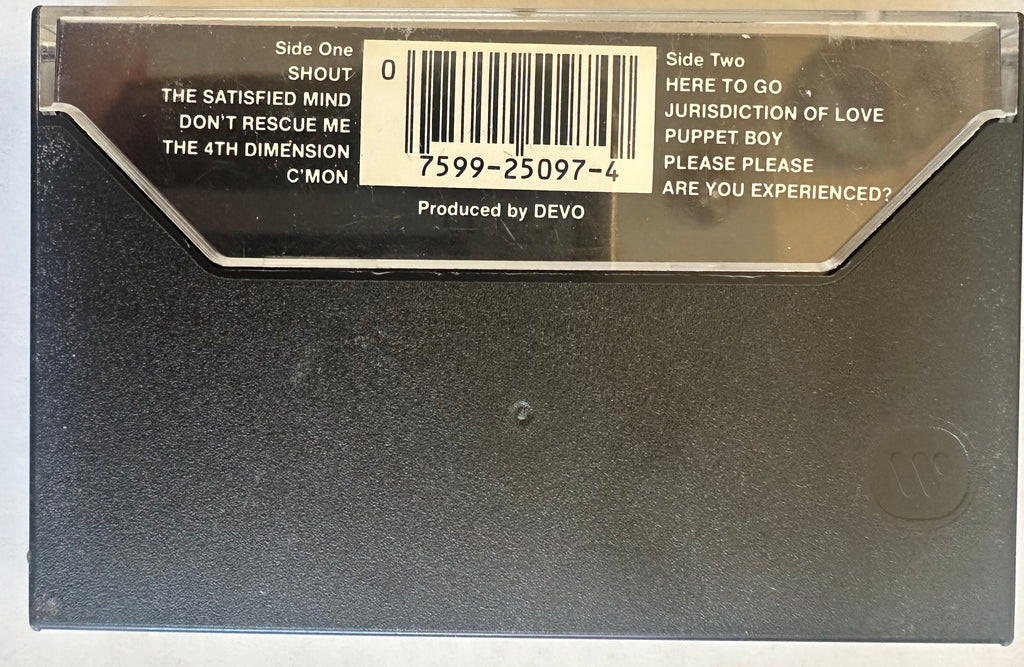 Side One
SHOUT
THE SATISFIED MIND
DON'T RESCUE ME
THE 4TH DIMENSION
C'MON
0
7599-25097-4
Produced by DEVO
Side Two
HERE TO GO
JURISDICTION OF LOVE
PUPPET BOY
PLEASE PLEASE
ARE YOU EXPERIENCED?